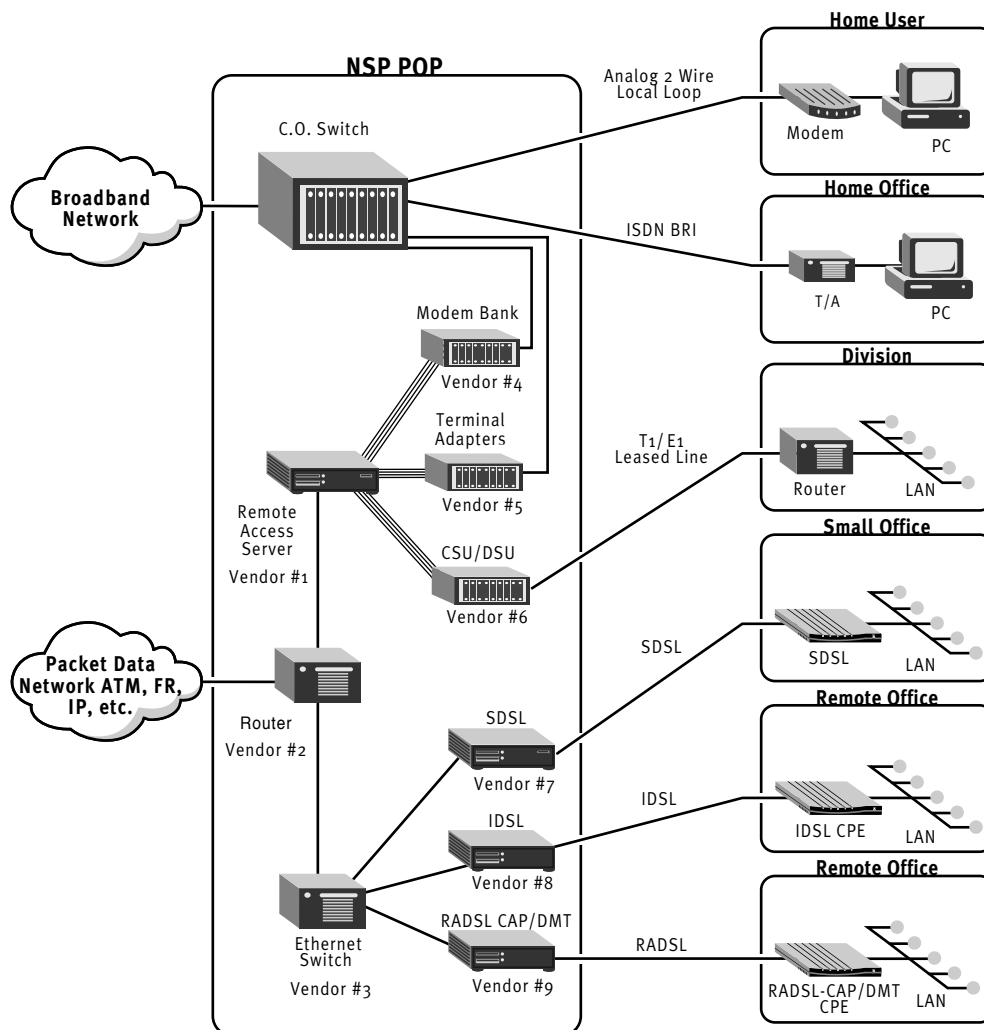 Home User
NSP POP
Analog 2 Wire
Local Loop
C.O. Switch
Modem
PC
Broadband
Network
Home Office
ISDN BRI
T/A
PC
Modem Bank
Vendor #4
Division
Terminal
Adapters
Vendor #5
T1/E1
Leased Line
Router
LAN
Remote
Access
Server
Vendor #1
CSU/DSU
Vendor #6
Small Office
SDSL
SDSL
LAN
Packet Data
Network ATM, FR,
IP, etc.
Router
Vendor #2
SDSL
Vendor #7
Remote Office
IDSL
IDSL CPE
LAN
IDSL
Vendor #8
Remote Office
Ethernet
Switch
Vendor #3
RADSL CAP/DMT
Vendor #9
RADSL
RADSL-CAP/DMT
CPE
LAN